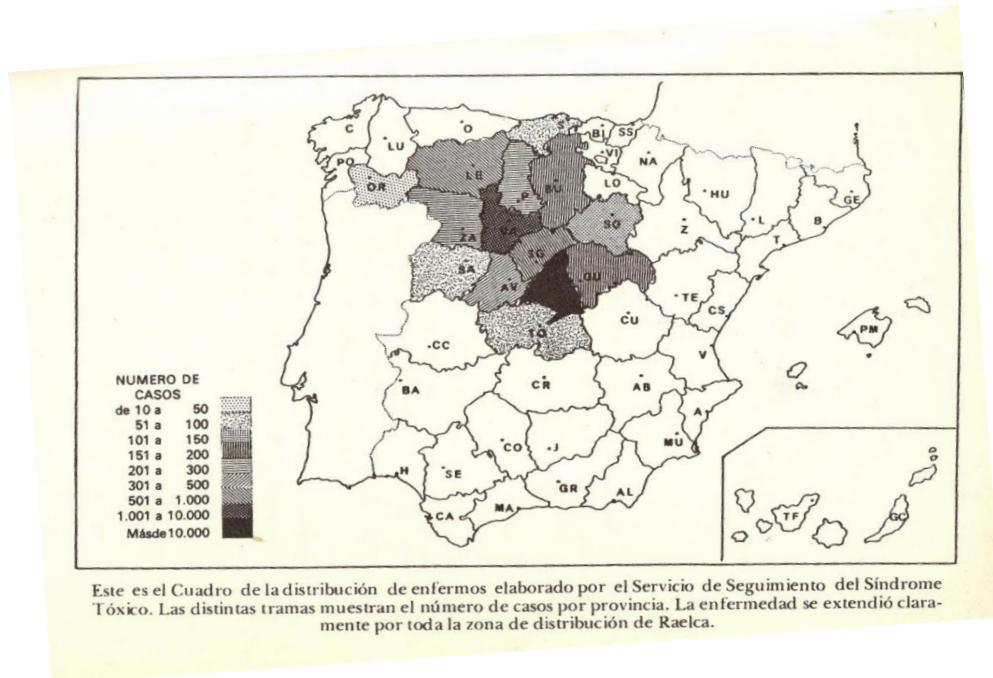 C
LU
O
S
BI
SS
VI
NA
PO
OR
LE
P
BU
LO
HU
GE
L
B
ZA
VA
SO
Z
T
SG
SA
AV
GU
TE
CS
TO
CU
PM
CC
V
BA
CR
AB
A
MU
CO
J
H
SE
GR
AL
CA
MA
TF
GC
NUMERO DE
CASOS
de 10 a 50
51 a 100
101 a 150
151 a 200
201 a 300
301 a 500
501 a 1.000
1.001 a 10.000
Másde 10.000
Este es el Cuadro de la distribución de enfermos elaborado por el Servicio de Seguimiento del Síndrome
Tóxico. Las distintas tramas muestran el número de casos por provincia. La enfermedad se extendió clara-
mente por toda la zona de distribución de Raelca.